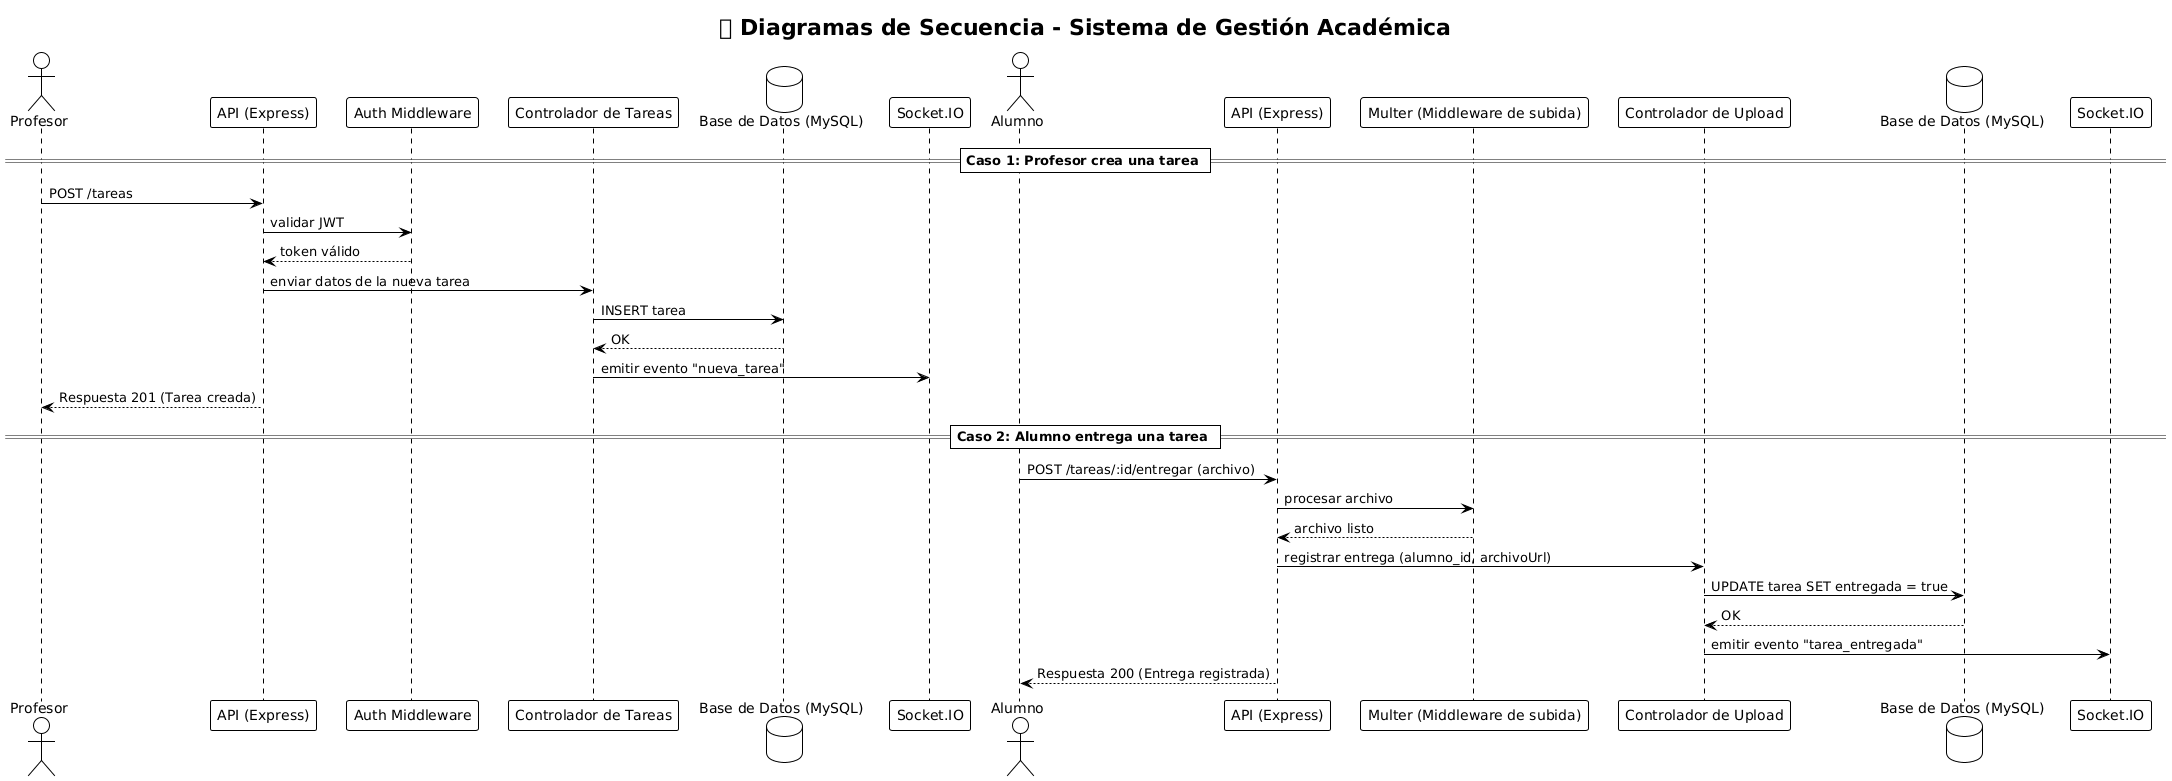 Diagramas de Secuencia - Sistema de Gestión Académica
Profesor
API (Express)
Auth Middleware
Controlador de Tareas
Base de Datos (MySQL)
Socket.IO
Alumno
API (Express)
Multer (Middleware de subida)
Controlador de Upload
Base de Datos (MySQL)
Socket.IO
Caso 1: Profesor crea una tarea
POST /tareas
validar JWT
token válido
enviar datos de la nueva tarea
INSERT tarea
OK
emitir evento "nueva_tarea"
Respuesta 201 (Tarea creada)
Caso 2: Alumno entrega una tarea
POST /tareas/:id/entregar (archivo)
procesar archivo
archivo listo
registrar entrega (alumno_id, archivoUrl)
UPDATE tarea SET entregada = true
OK
emitir evento "tarea_entregada"
Respuesta 200 (Entrega registrada)
Profesor
API (Express)
Auth Middleware
Controlador de Tareas
Base de Datos (MySQL)
Socket.IO
Alumno
API (Express)
Multer (Middleware de subida)
Controlador de Upload
Base de Datos (MySQL)
Socket.IO